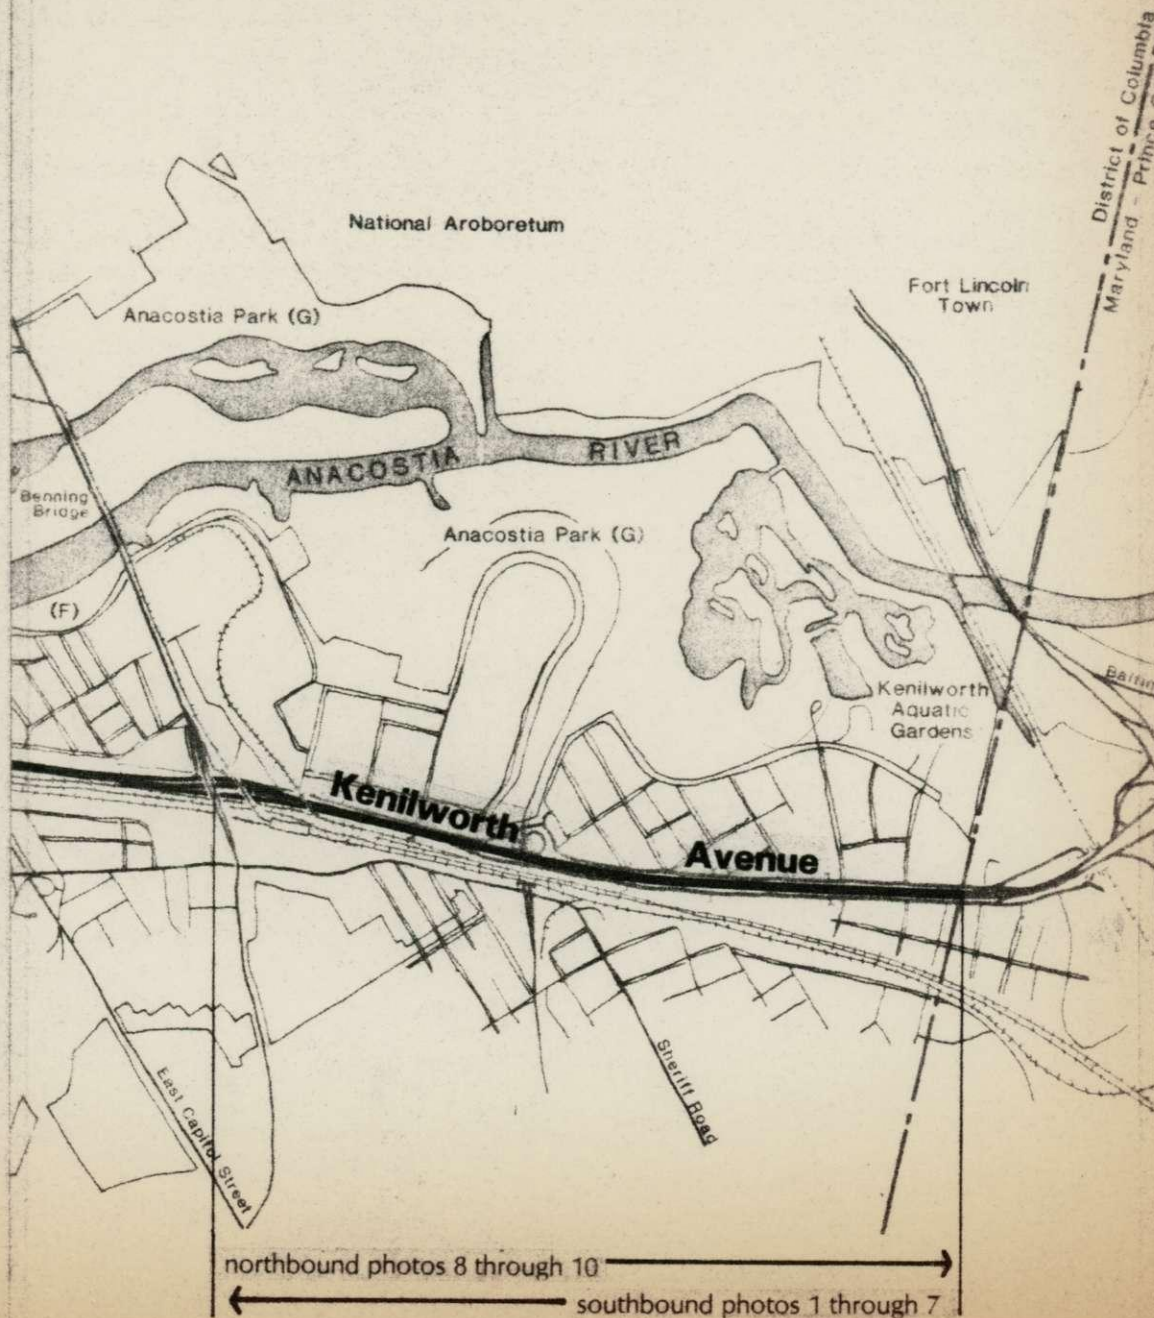 District of Columbia
Maryland - Prince
National Aroboretum
Fort Lincoln
Town
Anacostia Park (G)
ANACOSTIA RIVER
Benning
Bridge
Anacostia Park (G)
(F)
Kenilworth
Aquatic
Gardens
Kenilworth Avenue
East Capitol Street
Sheriff Road
northbound photos 8 through 10
southbound photos 1 through 7